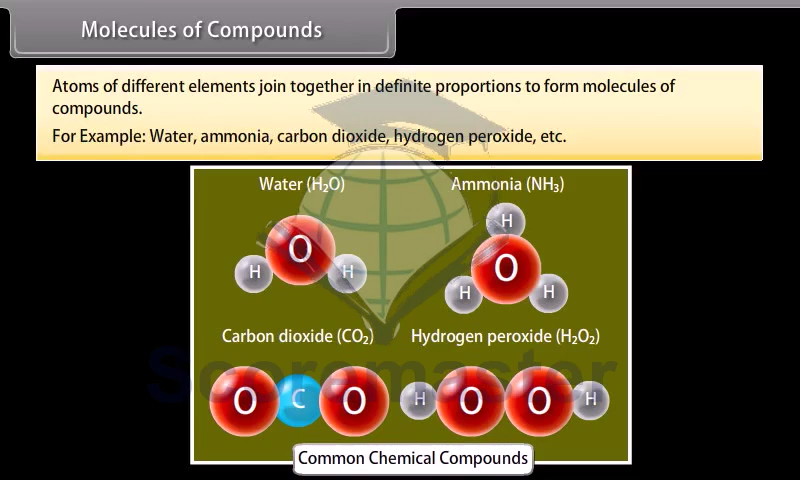 Molecules of Compounds
Atoms of different elements join together in definite proportions to form molecules of
compounds.
For Example: Water, ammonia, carbon dioxide, hydrogen peroxide, etc.
Water (H₂O)
Ammonia (NH₃)
O
H
H
H
O
H
H
Carbon dioxide (CO₂)
Hydrogen peroxide (H₂O₂)
O
C
O
H
O
O
H
Scoremaster
Common Chemical Compounds